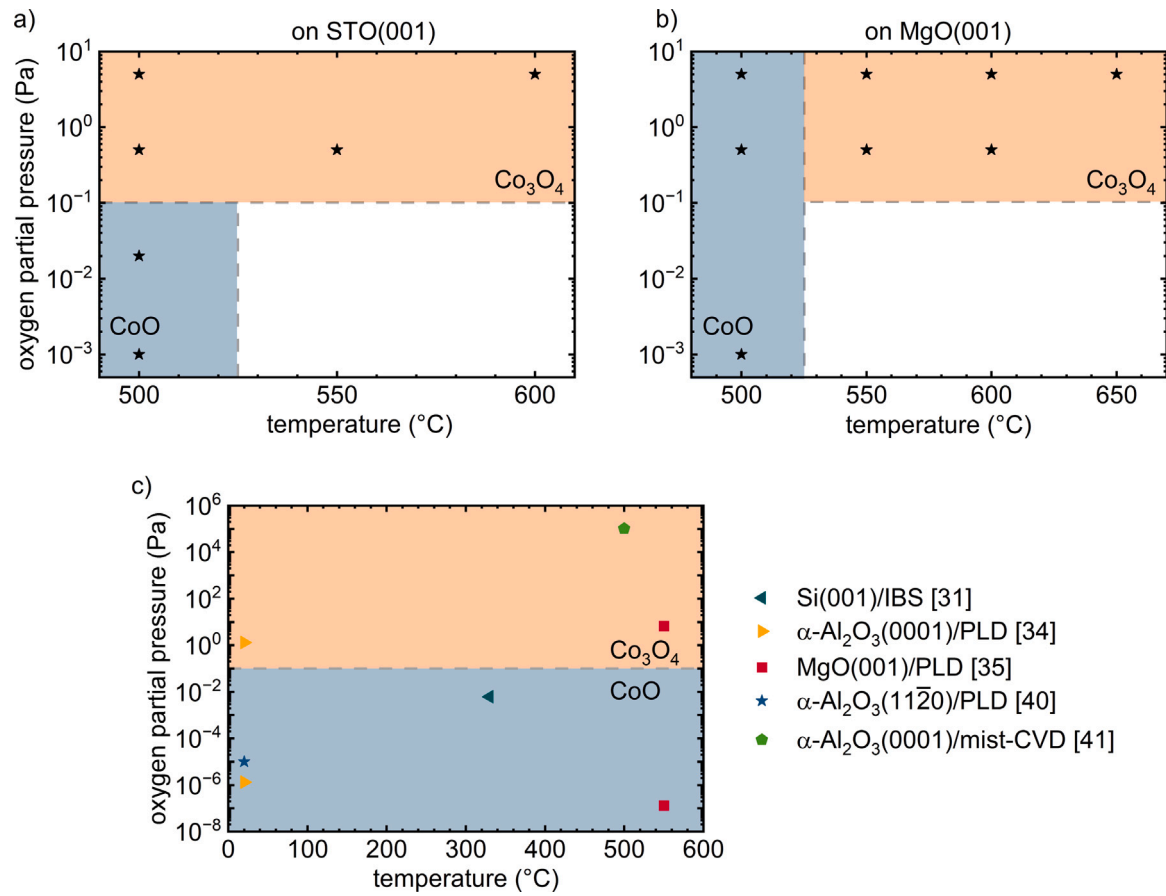 a)
on STO(001)
10¹
10⁰
10⁻¹
10⁻²
10⁻³
oxygen partial pressure (Pa)
Co₃O₄
CoO
500
550
600
temperature (°C)
b)
on MgO(001)
10¹
10⁰
10⁻¹
10⁻²
10⁻³
oxygen partial pressure (Pa)
Co₃O₄
CoO
500
550
600
650
temperature (°C)
c)
10⁶
10⁴
10²
10⁰
10⁻²
10⁻⁴
10⁻⁶
10⁻⁸
oxygen partial pressure (Pa)
Co₃O₄
CoO
0
100
200
300
400
500
600
temperature (°C)
Si(001)/IBS [31]
α-Al₂O₃(0001)/PLD [34]
MgO(001)/PLD [35]
α-Al₂O₃(112̅0)/PLD [40]
α-Al₂O₃(0001)/mist-CVD [41]